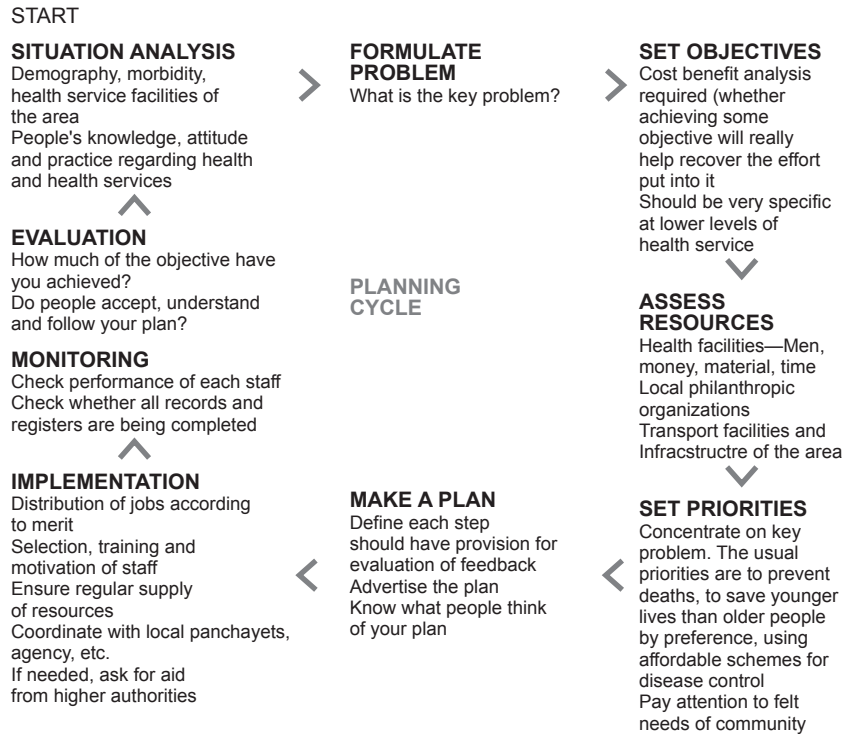 START
SITUATION ANALYSIS
Demography, morbidity,
health service facilities of
the area
People's knowledge, attitude
and practice regarding health
and health services
FORMULATE
PROBLEM
What is the key problem?
SET OBJECTIVES
Cost benefit analysis
required (whether
achieving some
objective will really
help recover the effort
put into it
Should be very specific
at lower levels of
health service
ASSESS
RESOURCES
Health facilities—Men,
money, material, time
Local philanthropic
organizations
Transport facilities and
Infracstructre of the area
SET PRIORITIES
Concentrate on key
problem. The usual
priorities are to prevent
deaths, to save younger
lives than older people
by preference, using
affordable schemes for
disease control
Pay attention to felt
needs of community
MAKE A PLAN
Define each step
should have provision for
evaluation of feedback
Advertise the plan
Know what people think
of your plan
IMPLEMENTATION
Distribution of jobs according
to merit
Selection, training and
motivation of staff
Ensure regular supply
of resources
Coordinate with local panchayets,
agency, etc.
If needed, ask for aid
from higher authorities
MONITORING
Check performance of each staff
Check whether all records and
registers are being completed
EVALUATION
How much of the objective have
you achieved?
Do people accept, understand
and follow your plan?
PLANNING
CYCLE